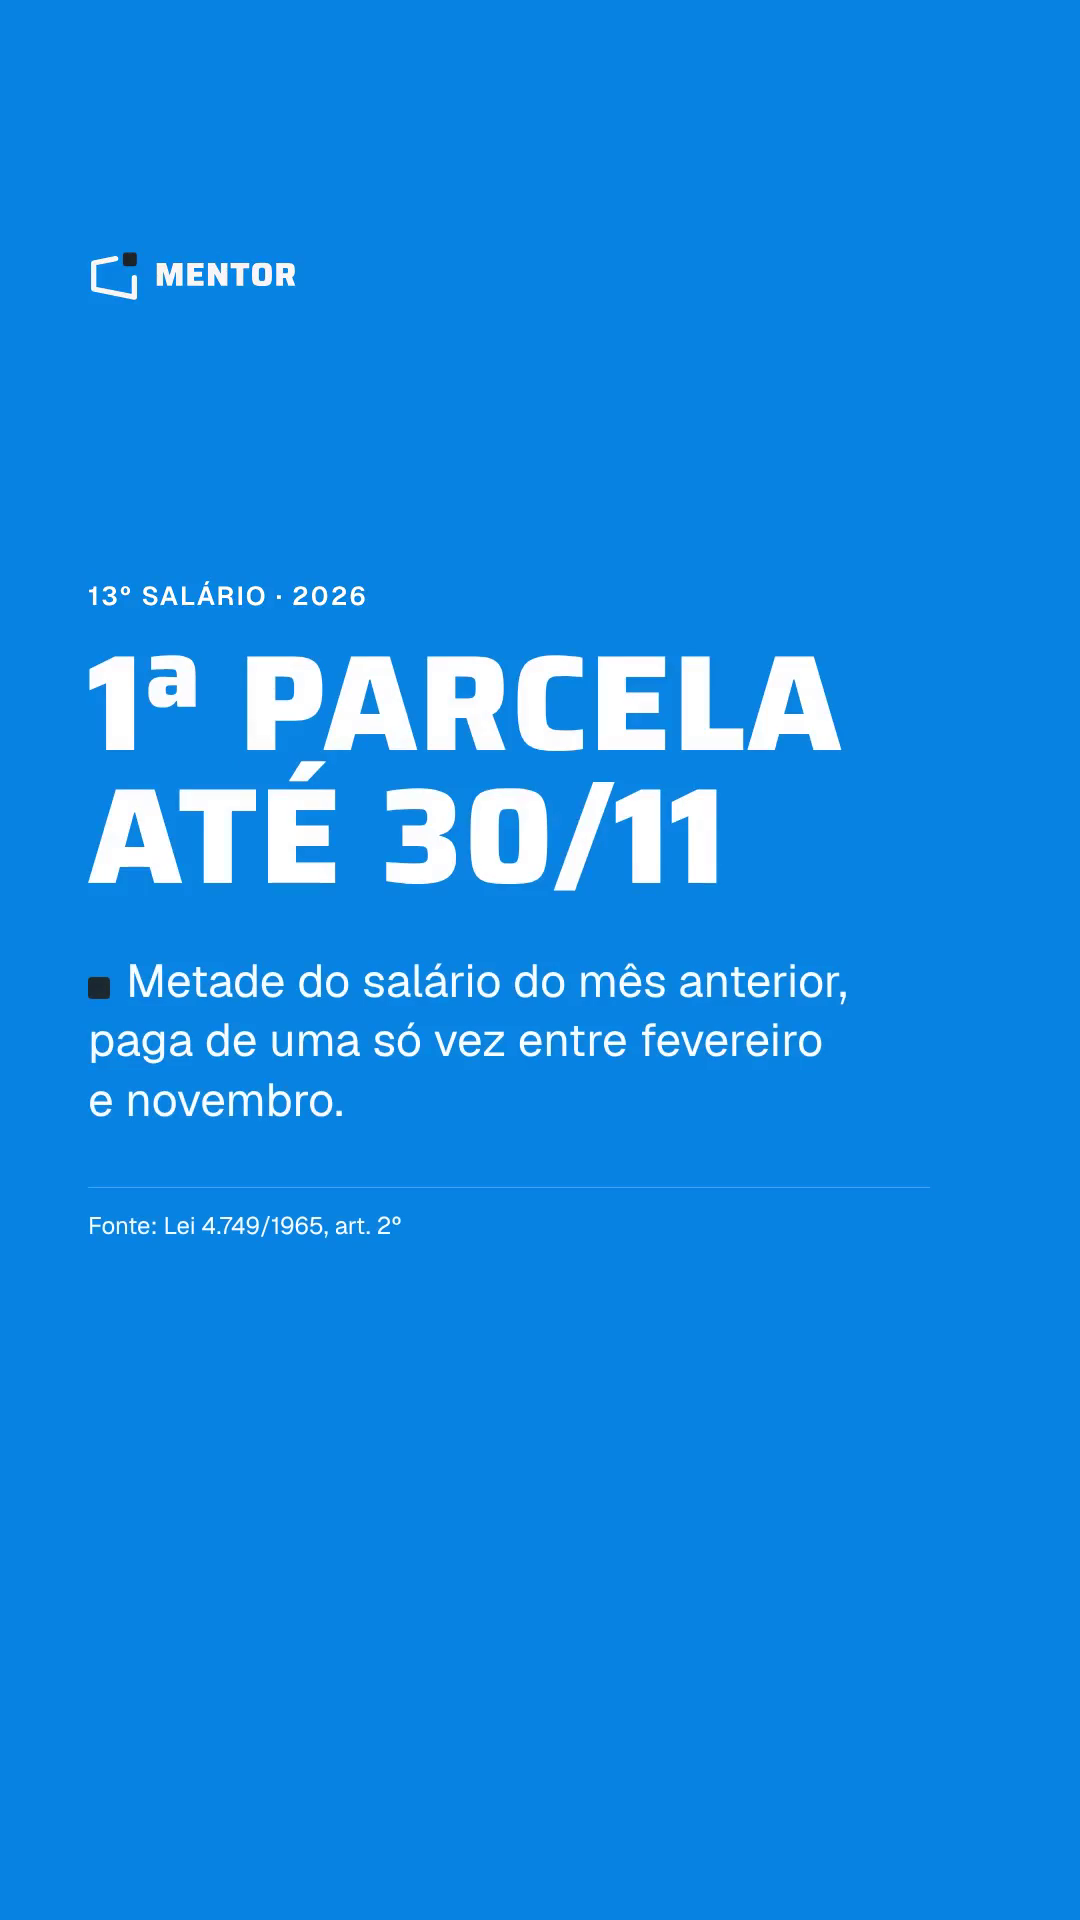 MENTOR
13º SALÁRIO · 2026
1ª PARCELA
ATÉ 30/11
Metade do salário do mês anterior,
paga de uma só vez entre fevereiro
e novembro.
Fonte: Lei 4.749/1965, art. 2º